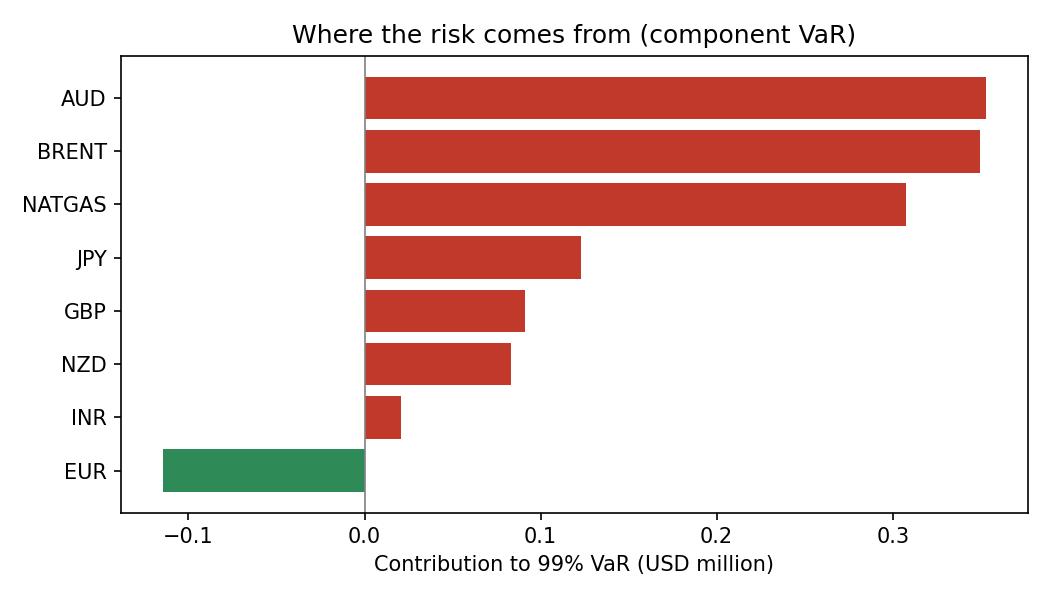 Where the risk comes from (component VaR)
AUD
BRENT
NATGAS
JPY
GBP
NZD
INR
EUR
−0.1 0.0 0.1 0.2 0.3
Contribution to 99% VaR (USD million)